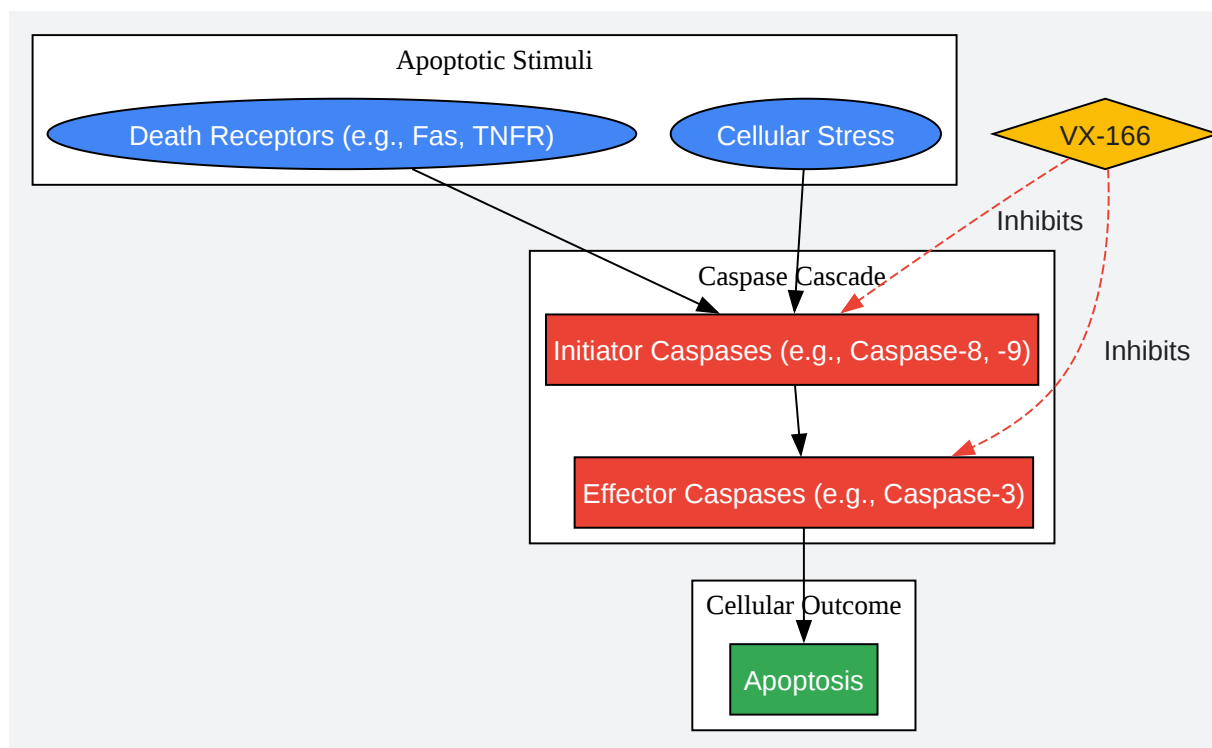 Apoptotic Stimuli
Death Receptors (e.g., Fas, TNFR)
Cellular Stress
VX-166
Inhibits
Caspase Cascade
Initiator Caspases (e.g., Caspase-8, -9)
Inhibits
Effector Caspases (e.g., Caspase-3)
Cellular Outcome
Apoptosis